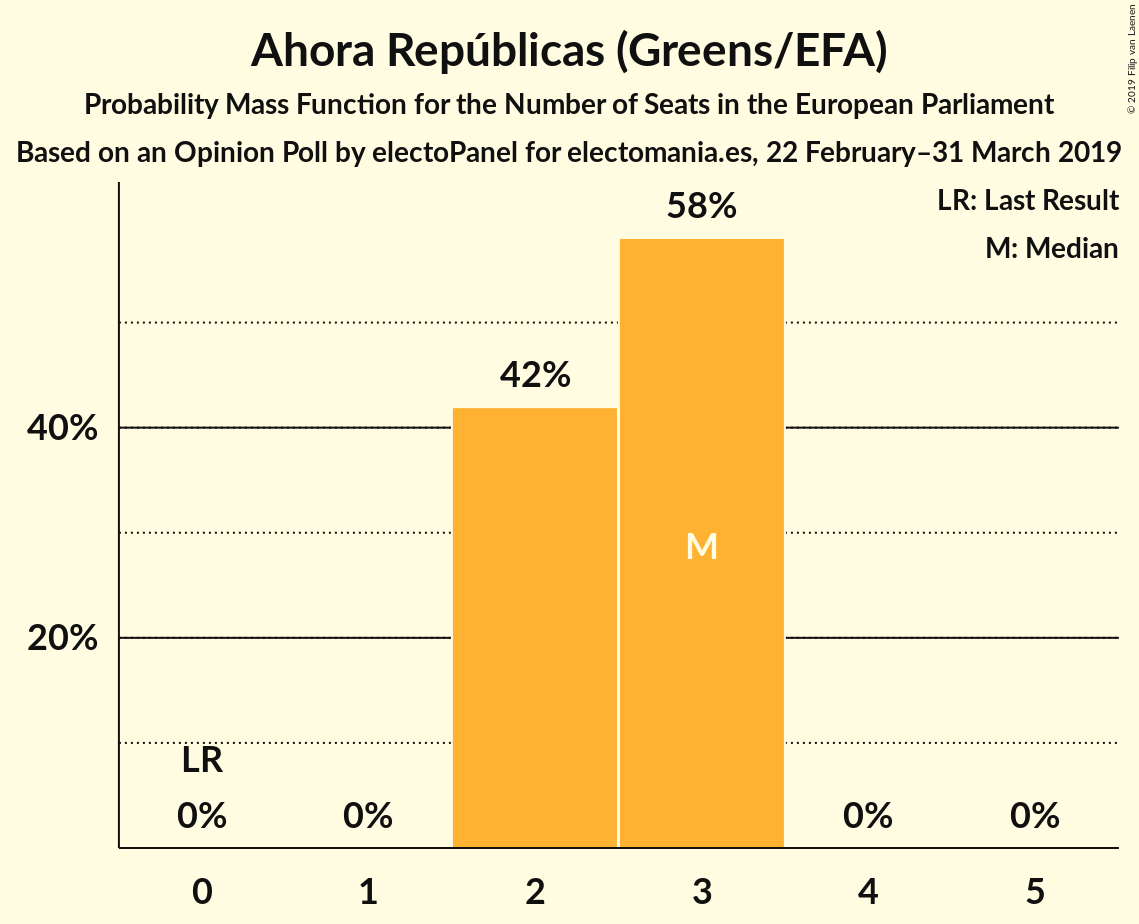 Ahora Repúblicas (Greens/EFA)
Probability Mass Function for the Number of Seats in the European Parliament
Based on an Opinion Poll by electoPanel for electomania.es, 22 February–31 March 2019
© 2019 Filip van Laenen
LR: Last Result
M: Median
58%
42%
40%
M
20%
LR
0%
0%
0%
0%
0
1
2
3
4
5